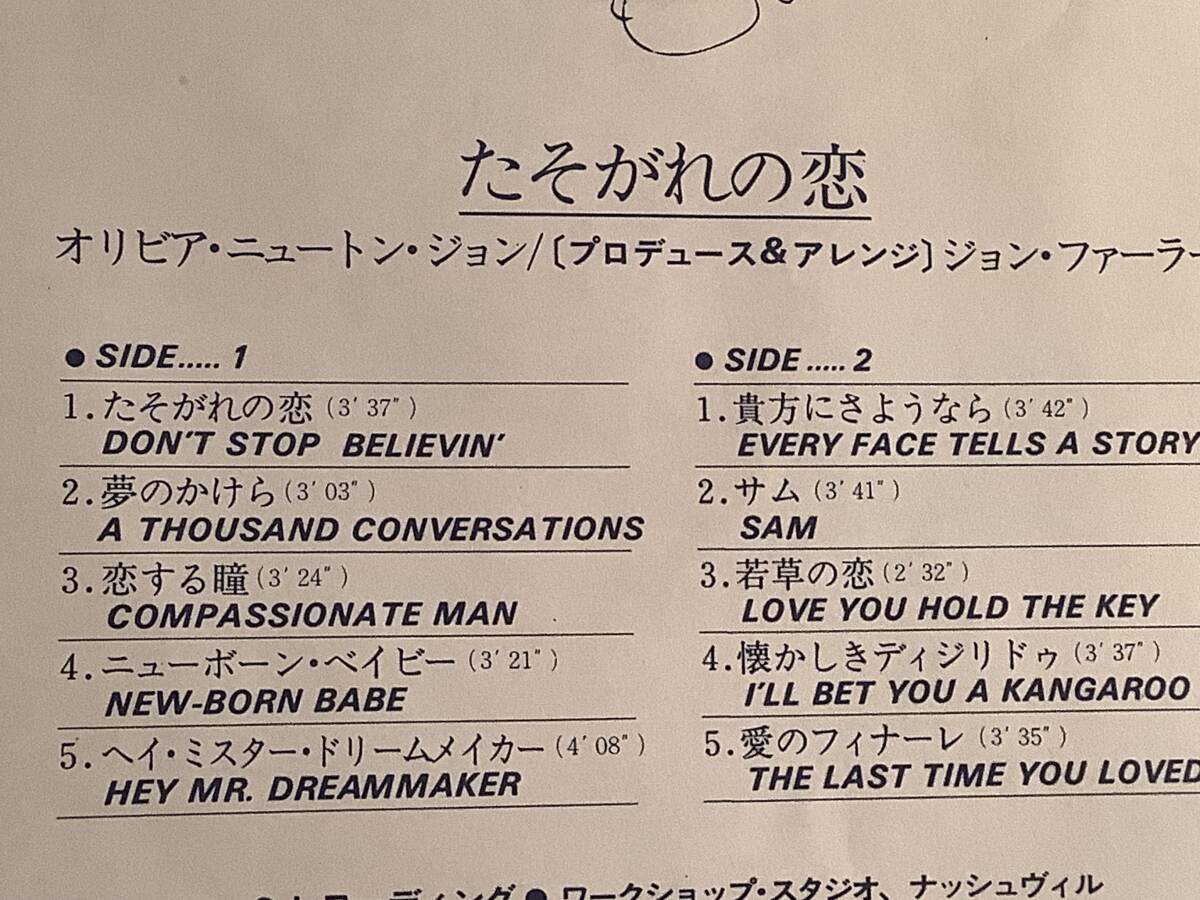 たそがれの恋
オリビア・ニュートン・ジョン/〔プロデュース&アレンジ〕ジョン・ファーラー
● SIDE..... 1
1.たそがれの恋(3′37″)
DON'T STOP BELIEVIN'
2.夢のかけら(3′03″)
A THOUSAND CONVERSATIONS
3.恋する瞳(3′24″)
COMPASSIONATE MAN
4.ニューボーン・ベイビー(3′21″)
NEW-BORN BABE
5.ヘイ・ミスター・ドリームメイカー(4′08″)
HEY MR. DREAMMAKER
● SIDE ..... 2
1.貴方にさようなら(3′42″)
EVERY FACE TELLS A STORY
2.サム(3′41″)
SAM
3.若草の恋(2′32″)
LOVE YOU HOLD THE KEY
4.懐かしきディジリドゥ(3′37″)
I'LL BET YOU A KANGAROO
5.愛のフィナーレ(3′35″)
THE LAST TIME YOU LOVED
ーディング●ワークショップ・スタジオ、ナッシュヴィル